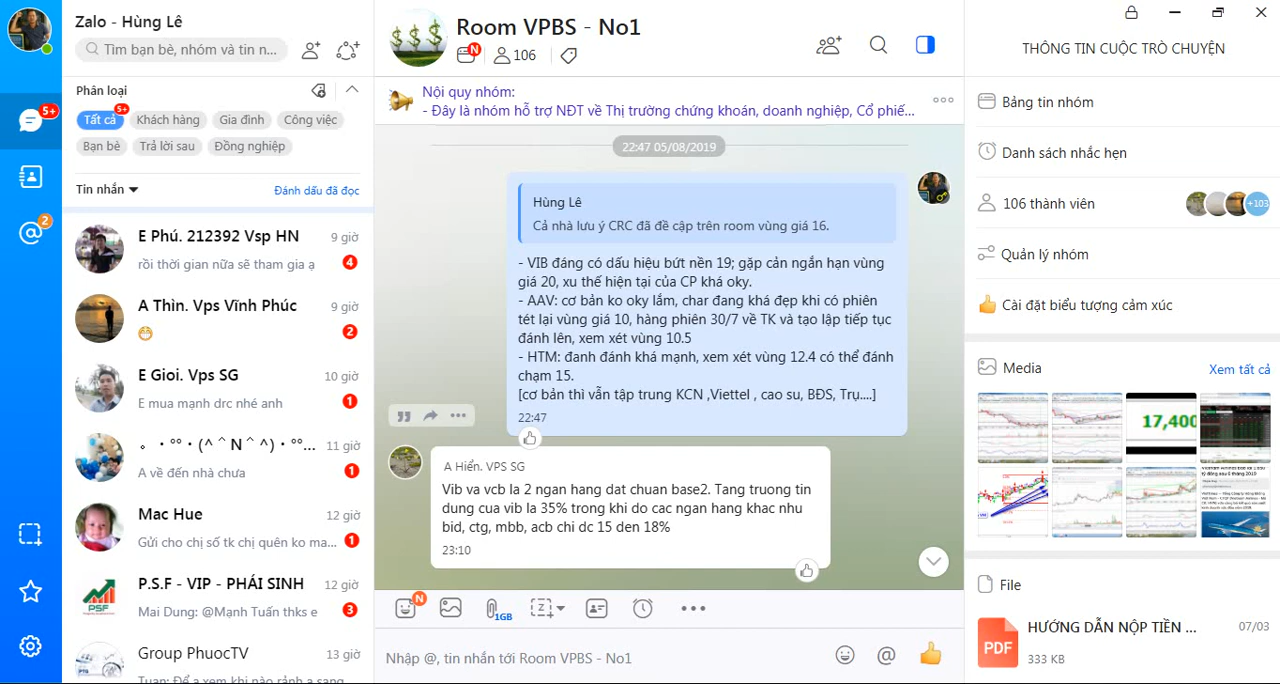 Zalo - Hùng Lê
Tìm bạn bè, nhóm và tin n...
Phân loại
5+
Tất cả
Khách hàng
Gia đình
Công việc
Bạn bè
Trả lời sau
Đồng nghiệp
Tin nhắn
Đánh dấu đã đọc
5+
2
E Phú. 212392 Vsp HN
9 giờ
rồi thời gian nữa sẽ tham gia ạ
4
A Thìn. Vps Vĩnh Phúc
9 giờ
2
E Gioi. Vps SG
10 giờ
E mua mạnh drc nhé anh
1
。・°°・(^＾N＾^)・°°...
11 giờ
A về đến nhà chưa
1
Mac Hue
12 giờ
Gửi cho chị số tk chị quên ko ma...
1
P.S.F - VIP - PHÁI SINH
12 giờ
Mai Dung: @Mạnh Tuấn thks e
3
PSF
Group PhuocTV
13 giờ
Tuan: Để a xem khi nào rảnh a sang
Room VPBS - No1
N
106
Nội quy nhóm:
- Đây là nhóm hỗ trợ NĐT về Thị trường chứng khoán, doanh nghiệp, Cổ phiế...
22:47 05/08/2019
Hùng Lê
Cả nhà lưu ý CRC đã đề cập trên room vùng giá 16.
- VIB đáng có dấu hiệu bứt nền 19; gặp cản ngắn hạn vùng
giá 20, xu thế hiện tại của CP khá oky.
- AAV: cơ bản ko oky lắm, char đang khá đẹp khi có phiên
tét lại vùng giá 10, hàng phiên 30/7 về TK và tạo lập tiếp tục
đánh lên, xem xét vùng 10.5
- HTM: đanh đánh khá mạnh, xem xét vùng 12.4 có thể đánh
chạm 15.
[cơ bản thì vẫn tập trung KCN ,Viettel , cao su, BĐS, Trụ....]
22:47
A Hiển. VPS SG
Vib va vcb la 2 ngan hang dat chuan base2. Tang truong tin
dung cua vib la 35% trong khi do cac ngan hang khac nhu
bid, ctg, mbb, acb chi dc 15 den 18%
23:10
N
1GB
Nhập @, tin nhắn tới Room VPBS - No1
THÔNG TIN CUỘC TRÒ CHUYỆN
Bảng tin nhóm
Danh sách nhắc hẹn
106 thành viên
+103
Quản lý nhóm
Cài đặt biểu tượng cảm xúc
Media
Xem tất cả
17,400
File
PDF
HƯỚNG DẪN NỘP TIỀN ...
07/03
333 KB